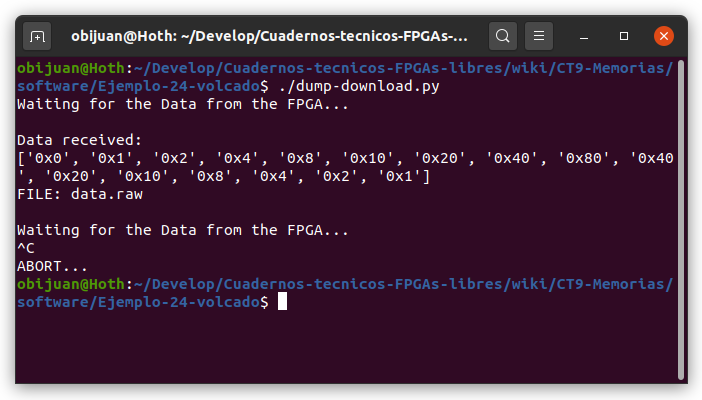 obijuan@Hoth: ~/Develop/Cuadernos-tecnicos-FPGAs-...
obijuan@Hoth:~/Develop/Cuadernos-tecnicos-FPGAs-libres/wiki/CT9-Memorias/
software/Ejemplo-24-volcado$ ./dump-download.py
Waiting for the Data from the FPGA...
Data received:
['0x0', '0x1', '0x2', '0x4', '0x8', '0x10', '0x20', '0x40', '0x80', '0x40
', '0x20', '0x10', '0x8', '0x4', '0x2', '0x1']
FILE: data.raw
Waiting for the Data from the FPGA...
^C
ABORT...
obijuan@Hoth:~/Develop/Cuadernos-tecnicos-FPGAs-libres/wiki/CT9-Memorias/
software/Ejemplo-24-volcado$